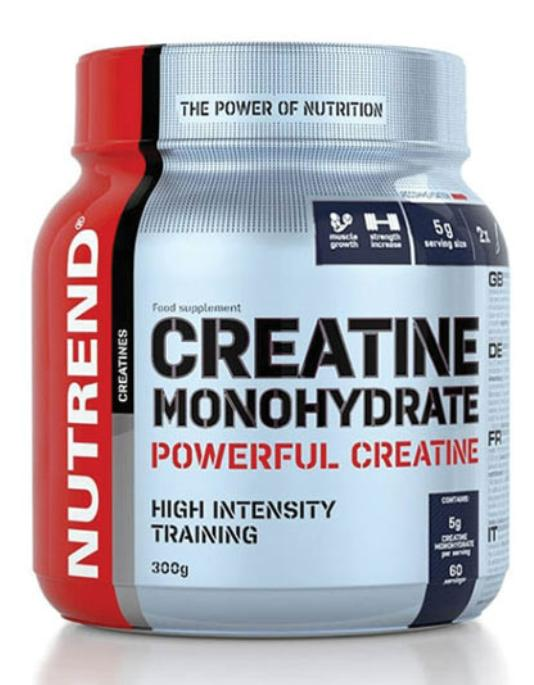 THE POWER OF NUTRITION
muscle
growth
strength
increase
5g
serving size
2x
NUTREND®
CREATINES
Food supplement
CREATINE
MONOHYDRATE
POWERFUL CREATINE
HIGH INTENSITY
TRAINING
300g
CONTAINS
5g
CREATINE
MONOHYDRATE
per serving
60
servings
GB
DE
FR
IT